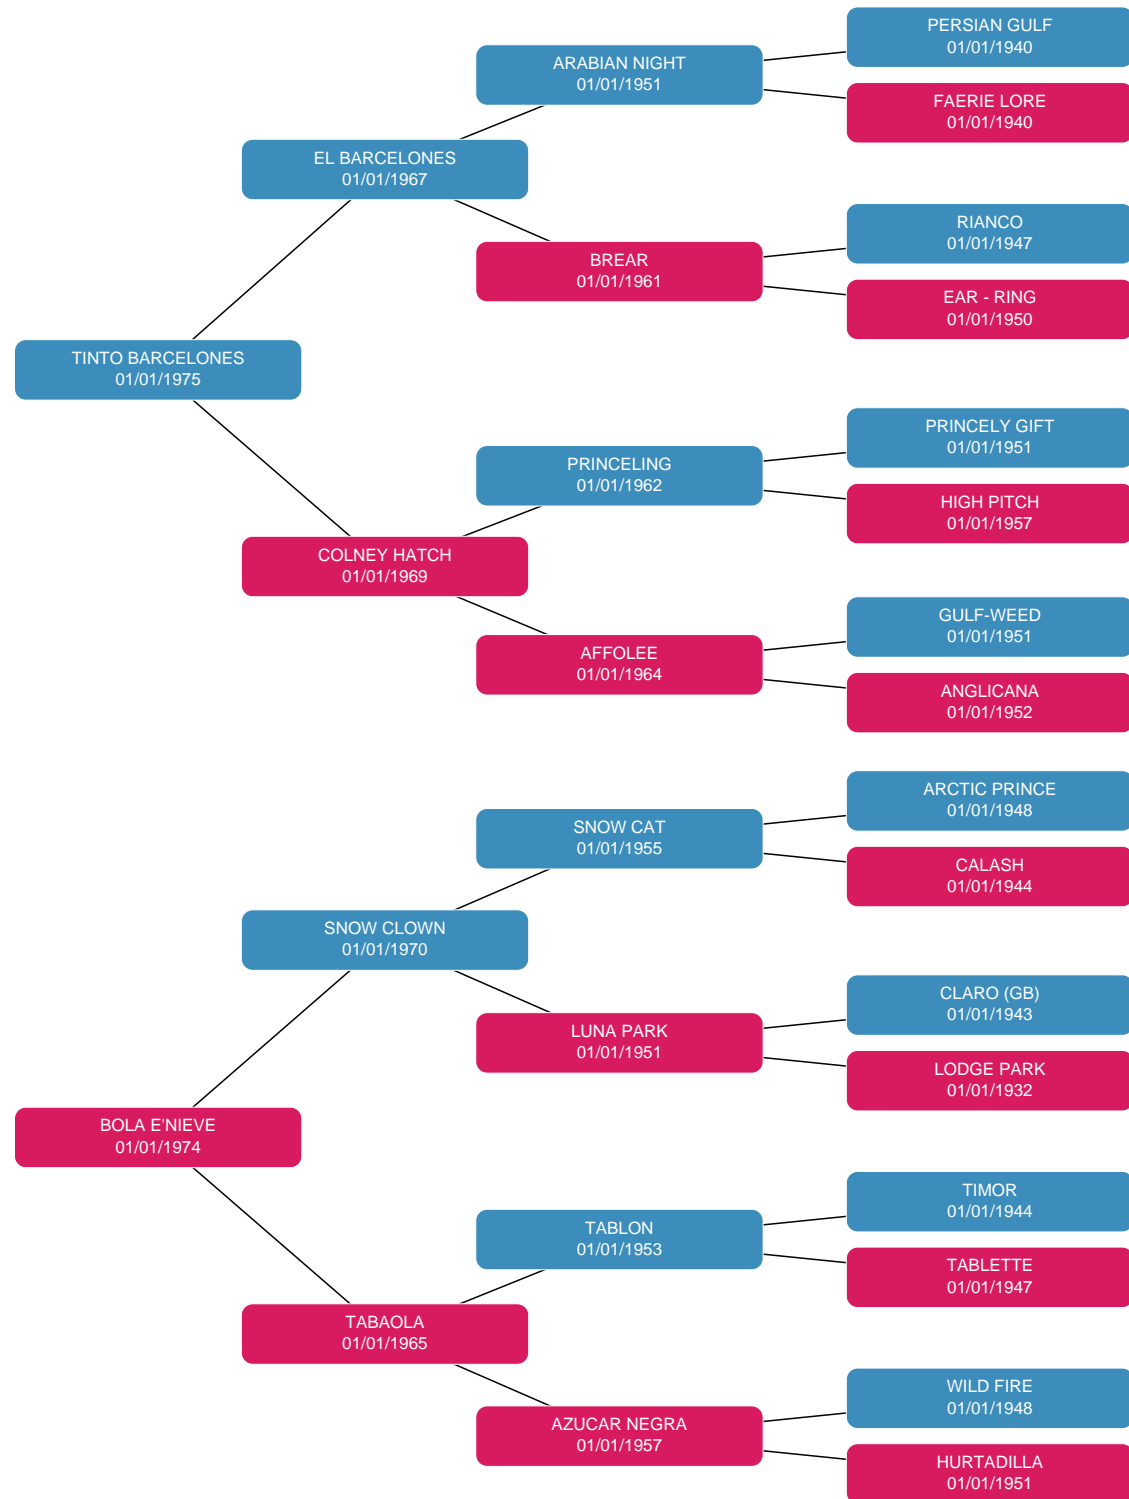 PERSIAN GULF
01/01/1940
ARABIAN NIGHT
01/01/1951
FAERIE LORE
01/01/1940
EL BARCELONES
01/01/1967
RIANCO
01/01/1947
BREAR
01/01/1961
EAR - RING
01/01/1950
TINTO BARCELONES
01/01/1975
PRINCELY GIFT
01/01/1951
PRINCELING
01/01/1962
HIGH PITCH
01/01/1957
COLNEY HATCH
01/01/1969
GULF-WEED
01/01/1951
AFFOLEE
01/01/1964
ANGLICANA
01/01/1952
ARCTIC PRINCE
01/01/1948
SNOW CAT
01/01/1955
CALASH
01/01/1944
SNOW CLOWN
01/01/1970
CLARO (GB)
01/01/1943
LUNA PARK
01/01/1951
LODGE PARK
01/01/1932
BOLA E'NIEVE
01/01/1974
TIMOR
01/01/1944
TABLON
01/01/1953
TABLETTE
01/01/1947
TABAOLA
01/01/1965
WILD FIRE
01/01/1948
AZUCAR NEGRA
01/01/1957
HURTADILLA
01/01/1951